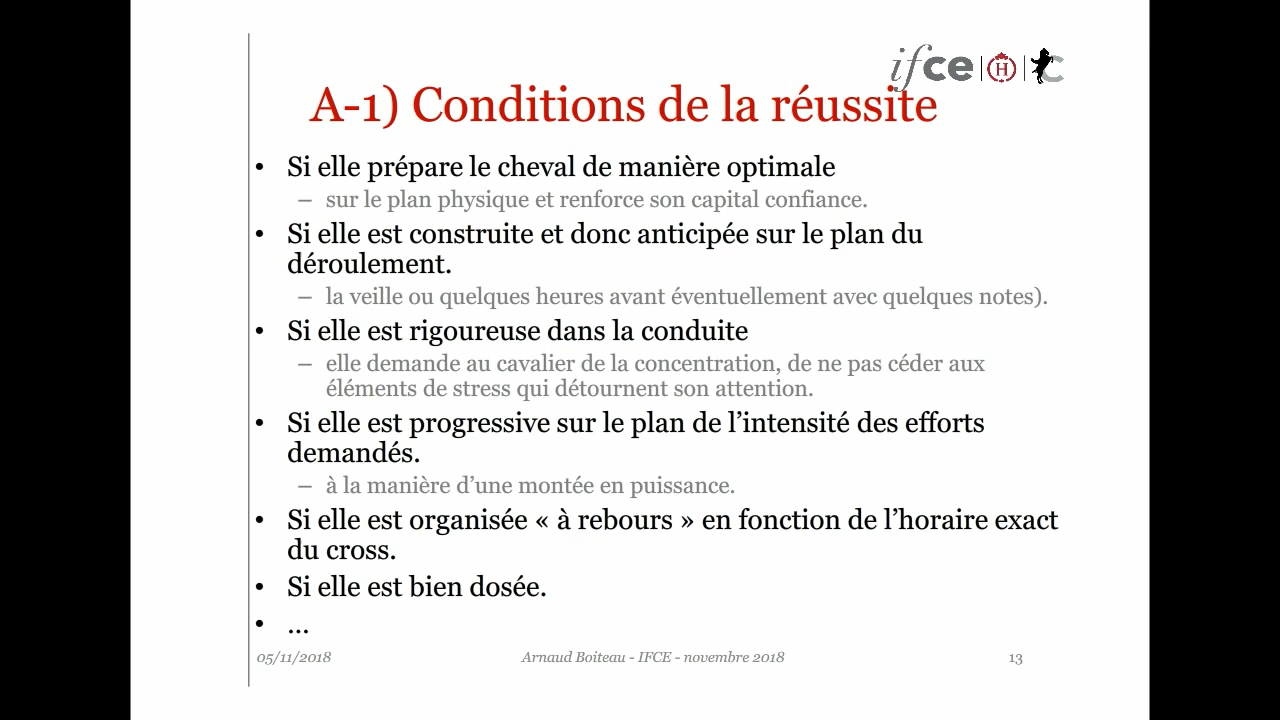 ifce | H | C
A-1) Conditions de la réussite
• Si elle prépare le cheval de manière optimale
– sur le plan physique et renforce son capital confiance.
• Si elle est construite et donc anticipée sur le plan du
déroulement.
– la veille ou quelques heures avant éventuellement avec quelques notes).
• Si elle est rigoureuse dans la conduite
– elle demande au cavalier de la concentration, de ne pas céder aux
éléments de stress qui détournent son attention.
• Si elle est progressive sur le plan de l’intensité des efforts
demandés.
– à la manière d’une montée en puissance.
• Si elle est organisée « à rebours » en fonction de l’horaire exact
du cross.
• Si elle est bien dosée.
• ...
05/11/2018 Arnaud Boiteau - IFCE - novembre 2018 13